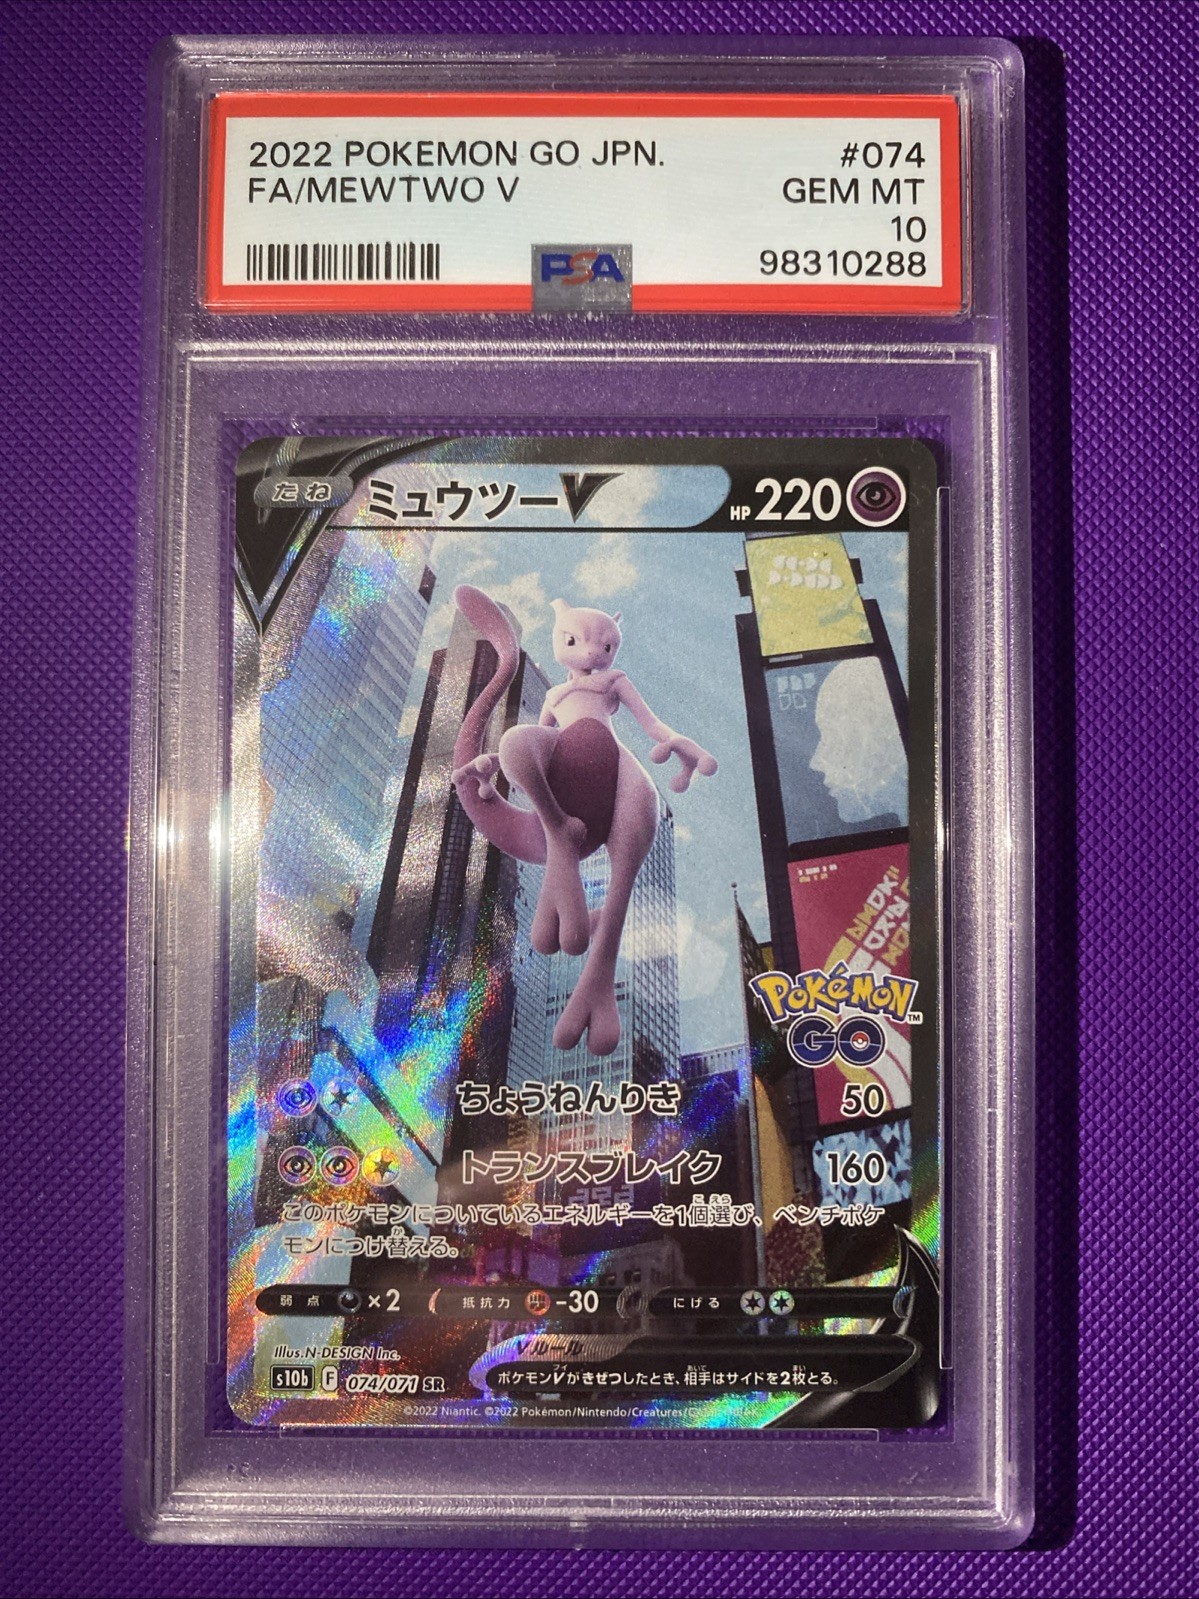 2022 POKEMON GO JPN.
#074
FA/MEWTWO V
GEM MT
10
98310288
PSA
たね
ミュウツーV
HP 220
Pokémon
GO
TM
ちょうねんりき
50
トランスブレイク
160
このポケモンについているエネルギーを1個選び、ベンチポケ
モンにつけ替える。
弱点 ×2
抵抗力 -30
にげる
Illus. N-DESIGN Inc.
Vルール
ポケモンVがきぜつしたとき、相手はサイドを2枚とる。
s10b F 074/071 SR
©2022 Niantic. ©2022 Pokémon/Nintendo/Creatures/